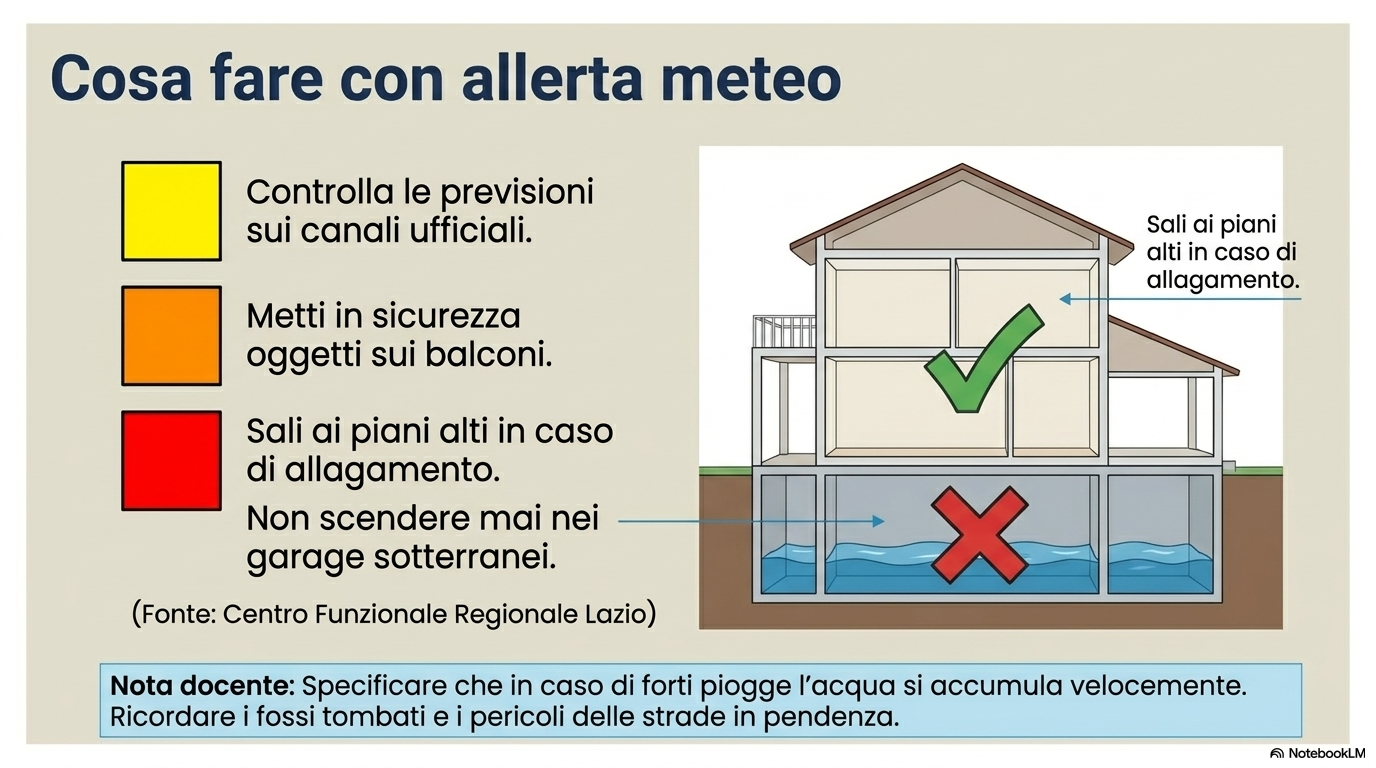 Cosa fare con allerta meteo
Controlla le previsioni
sui canali ufficiali.
Metti in sicurezza
oggetti sui balconi.
Sali ai piani alti in caso
di allagamento.
Non scendere mai nei
garage sotterranei.
(Fonte: Centro Funzionale Regionale Lazio)
Sali ai piani
alti in caso di
allagamento.
Nota docente: Specificare che in caso di forti piogge l'acqua si accumula velocemente.
Ricordare i fossi tombati e i pericoli delle strade in pendenza.
NotebookLM